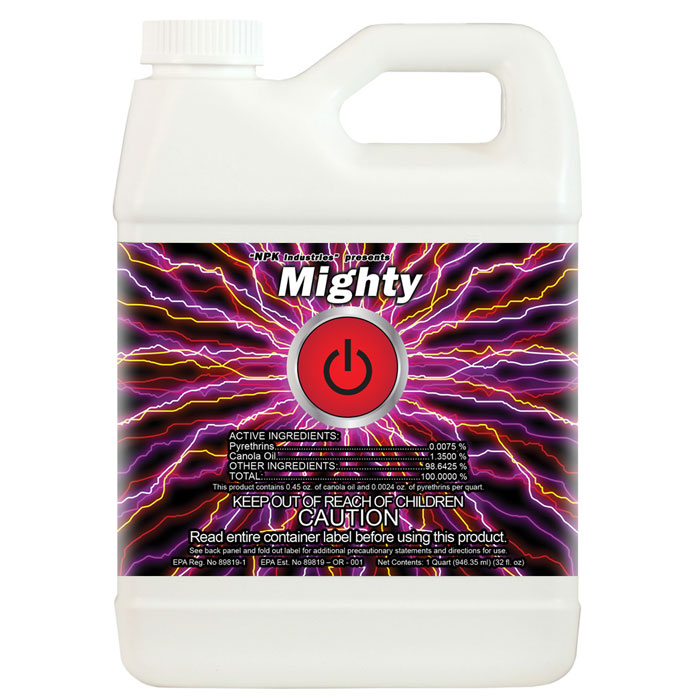 "NPK Industries" presents
Mighty
ACTIVE INGREDIENTS:
Pyrethrins..........0.0075 %
Canola Oil..........1.3500 %
OTHER INGREDIENTS:..........98.6425 %
TOTAL:..........100.0000 %
This product contains 0.45 oz. of canola oil and 0.0024 oz. of pyrethrins per quart.
KEEP OUT OF REACH OF CHILDREN
CAUTION
Read entire container label before using this product.
See back panel and fold out label for additional precautionary statements and directions for use.
EPA Reg. No 89819-1 EPA Est. No 89819 – OR - 001 Net Contents: 1 Quart (946.35 ml) (32 fl. oz)